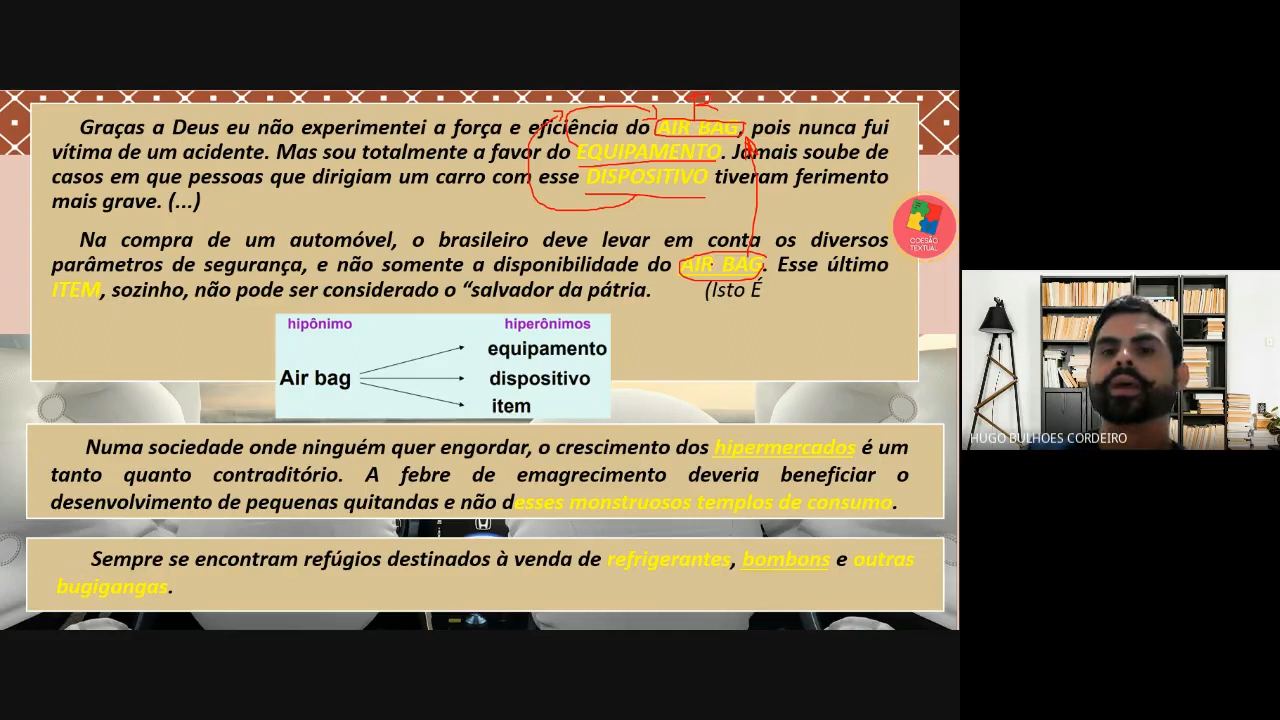 Graças a Deus eu não experimentei a força e eficiência do AIR BAG, pois nunca fui
vítima de um acidente. Mas sou totalmente a favor do EQUIPAMENTO. Jamais soube de
casos em que pessoas que dirigiam um carro com esse DISPOSITIVO tiveram ferimento
mais grave. (...)
Na compra de um automóvel, o brasileiro deve levar em conta os diversos
parâmetros de segurança, e não somente a disponibilidade do AIR BAG. Esse último
ITEM, sozinho, não pode ser considerado o “salvador da pátria. (Isto É
COESÃO
TEXTUAL
hipônimo hiperônimos
equipamento
Air bag dispositivo
item
Numa sociedade onde ninguém quer engordar, o crescimento dos hipermercados é um
tanto quanto contraditório. A febre de emagrecimento deveria beneficiar o
desenvolvimento de pequenas quitandas e não desses monstruosos templos de consumo.
Sempre se encontram refúgios destinados à venda de refrigerantes, bombons e outras
bugigangas.
HUGO BULHOES CORDEIRO